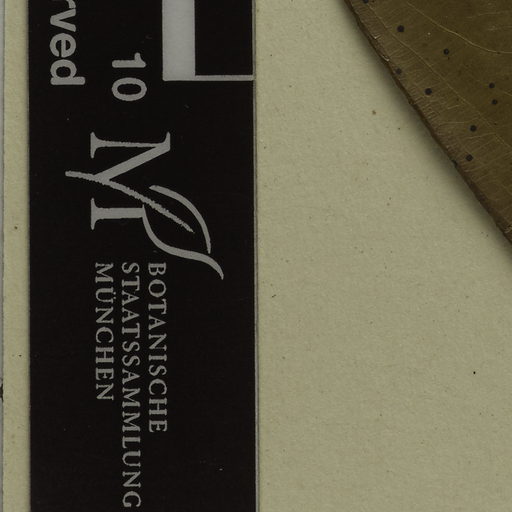 rved
10
BOTANISCHE
STAATSSAMMLUNG
MÜNCHEN